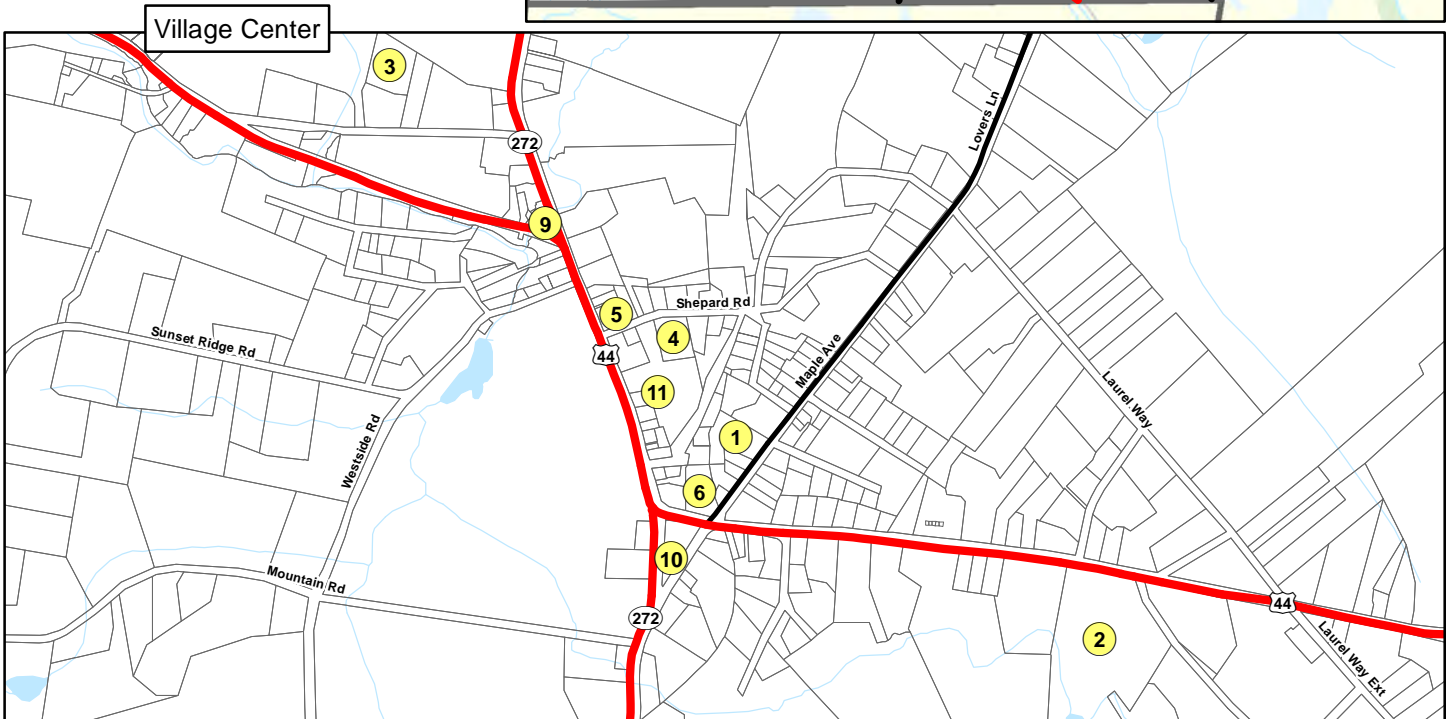 Village Center
3
272
Lovers Ln
9
5
Shepard Rd
4
44
Sunset Ridge Rd
Maple Ave
11
Laurel Way
1
Westside Rd
6
10
Mountain Rd
272
44
2
Laurel Way Ext